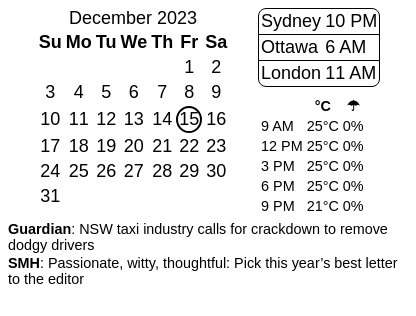 December 2023
Su Mo Tu We Th Fr Sa
1 2
3 4 5 6 7 8 9
10 11 12 13 14 15 16
17 18 19 20 21 22 23
24 25 26 27 28 29 30
31
Sydney 10 PM
Ottawa 6 AM
London 11 AM
°C ☂
9 AM 25°C 0%
12 PM 25°C 0%
3 PM 25°C 0%
6 PM 25°C 0%
9 PM 21°C 0%
Guardian: NSW taxi industry calls for crackdown to remove
dodgy drivers
SMH: Passionate, witty, thoughtful: Pick this year’s best letter
to the editor